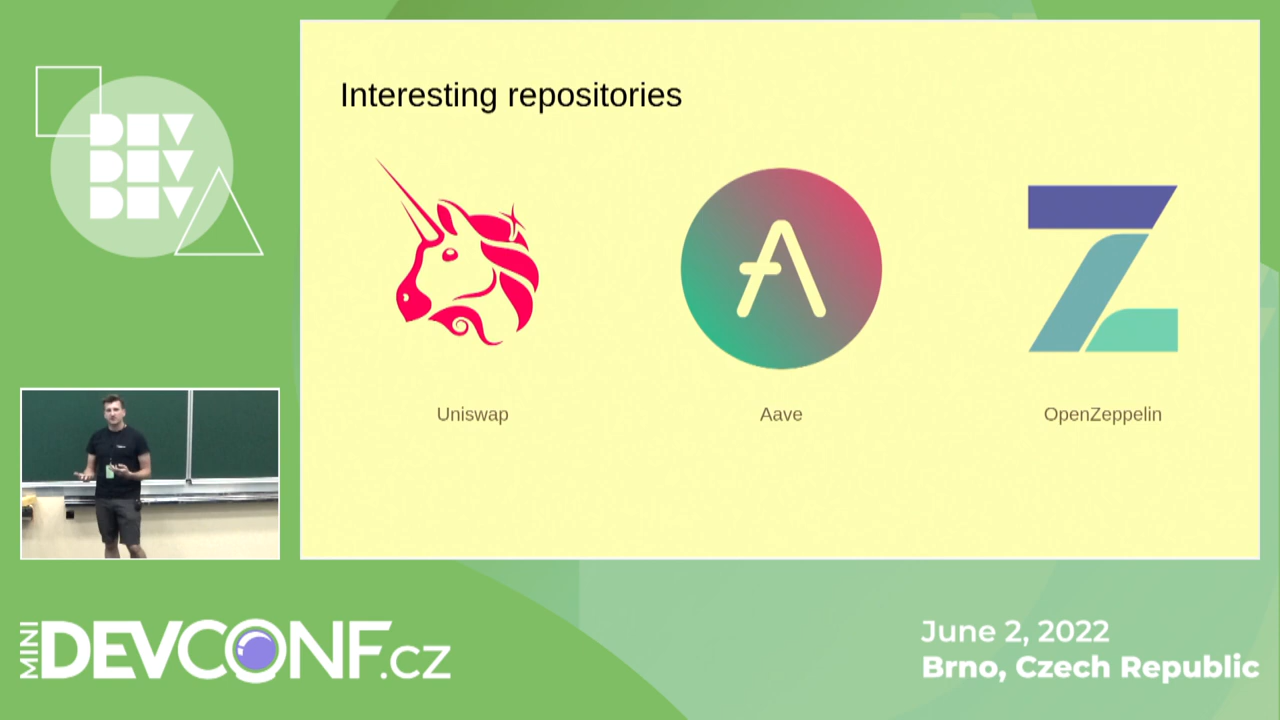 DEV
DEV
DEV
Interesting repositories
Uniswap
Aave
OpenZeppelin
MINI DEVCONF.CZ
June 2, 2022
Brno, Czech Republic